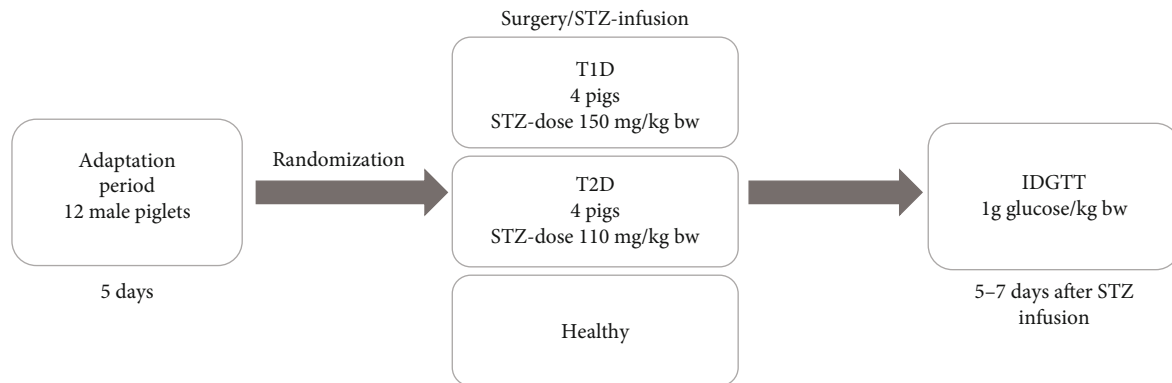 Adaptation
period
12 male piglets
5 days
Randomization
Surgery/STZ-infusion
T1D
4 pigs
STZ-dose 150 mg/kg bw
T2D
4 pigs
STZ-dose 110 mg/kg bw
Healthy
IDGTT
1g glucose/kg bw
5–7 days after STZ
infusion